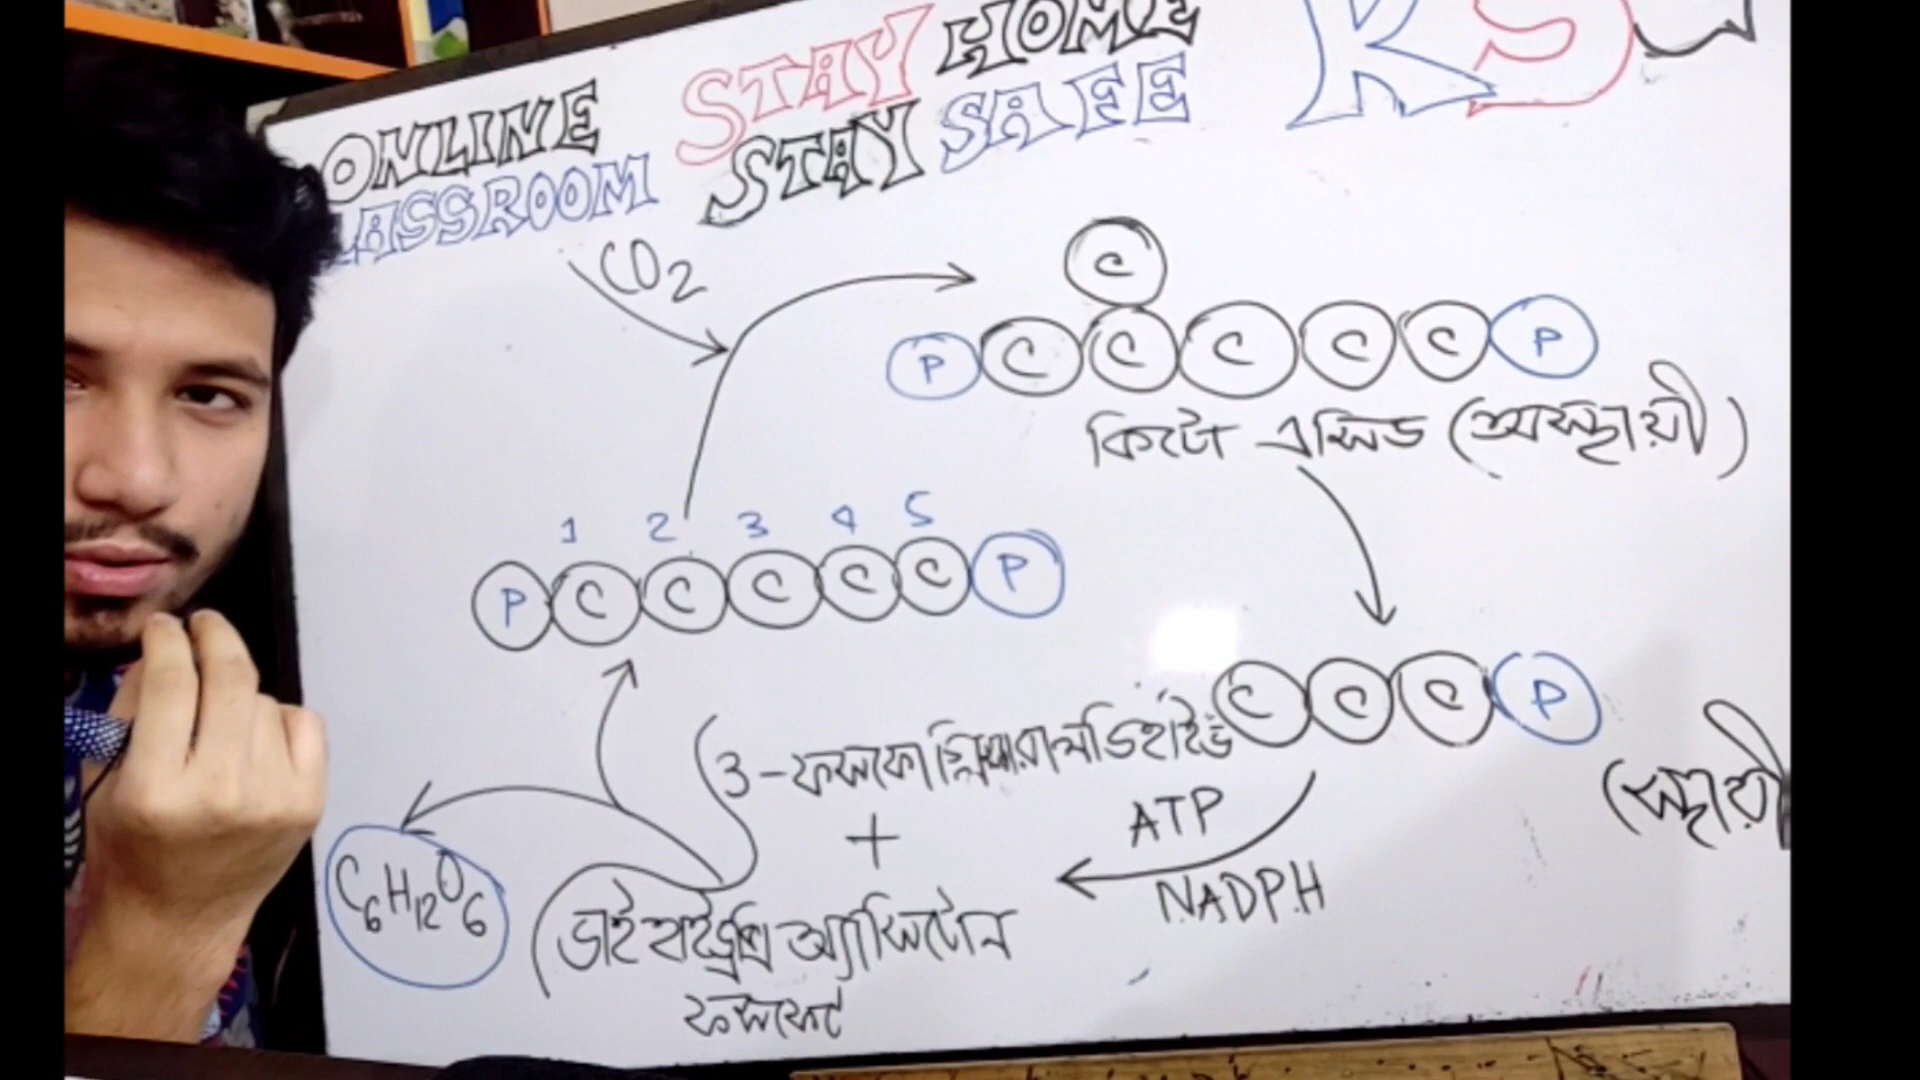 ONLINE STAY HOME
CLASSROOM STAY SAFE KS
CO2
C
P C C C C C P
কিটো এসিড (অস্থায়ী)
1 2 3 4 5
P C C C C C P
C C C P
(স্থায়ী
3-ফসফোগ্লিসারালডিহাইড
+
ATP
NADPH
C6H12O6
ডাইহাইড্রক্সি অ্যাসিটোন
ফসফেট